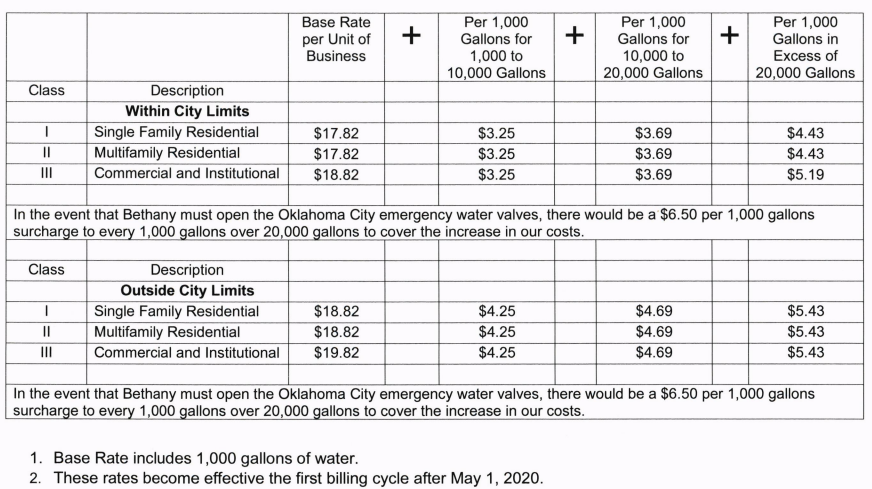 Base Rate per Unit of Business + Per 1,000 Gallons for 1,000 to 10,000 Gallons + Per 1,000 Gallons for 10,000 to 20,000 Gallons + Per 1,000 Gallons in Excess of 20,000 Gallons
Class Description
Within City Limits
I Single Family Residential $17.82 $3.25 $3.69 $4.43
II Multifamily Residential $17.82 $3.25 $3.69 $4.43
III Commercial and Institutional $18.82 $3.25 $3.69 $5.19
In the event that Bethany must open the Oklahoma City emergency water valves, there would be a $6.50 per 1,000 gallons
surcharge to every 1,000 gallons over 20,000 gallons to cover the increase in our costs.
Class Description
Outside City Limits
I Single Family Residential $18.82 $4.25 $4.69 $5.43
II Multifamily Residential $18.82 $4.25 $4.69 $5.43
III Commercial and Institutional $19.82 $4.25 $4.69 $5.43
In the event that Bethany must open the Oklahoma City emergency water valves, there would be a $6.50 per 1,000 gallons
surcharge to every 1,000 gallons over 20,000 gallons to cover the increase in our costs.
1. Base Rate includes 1,000 gallons of water.
2. These rates become effective the first billing cycle after May 1, 2020.